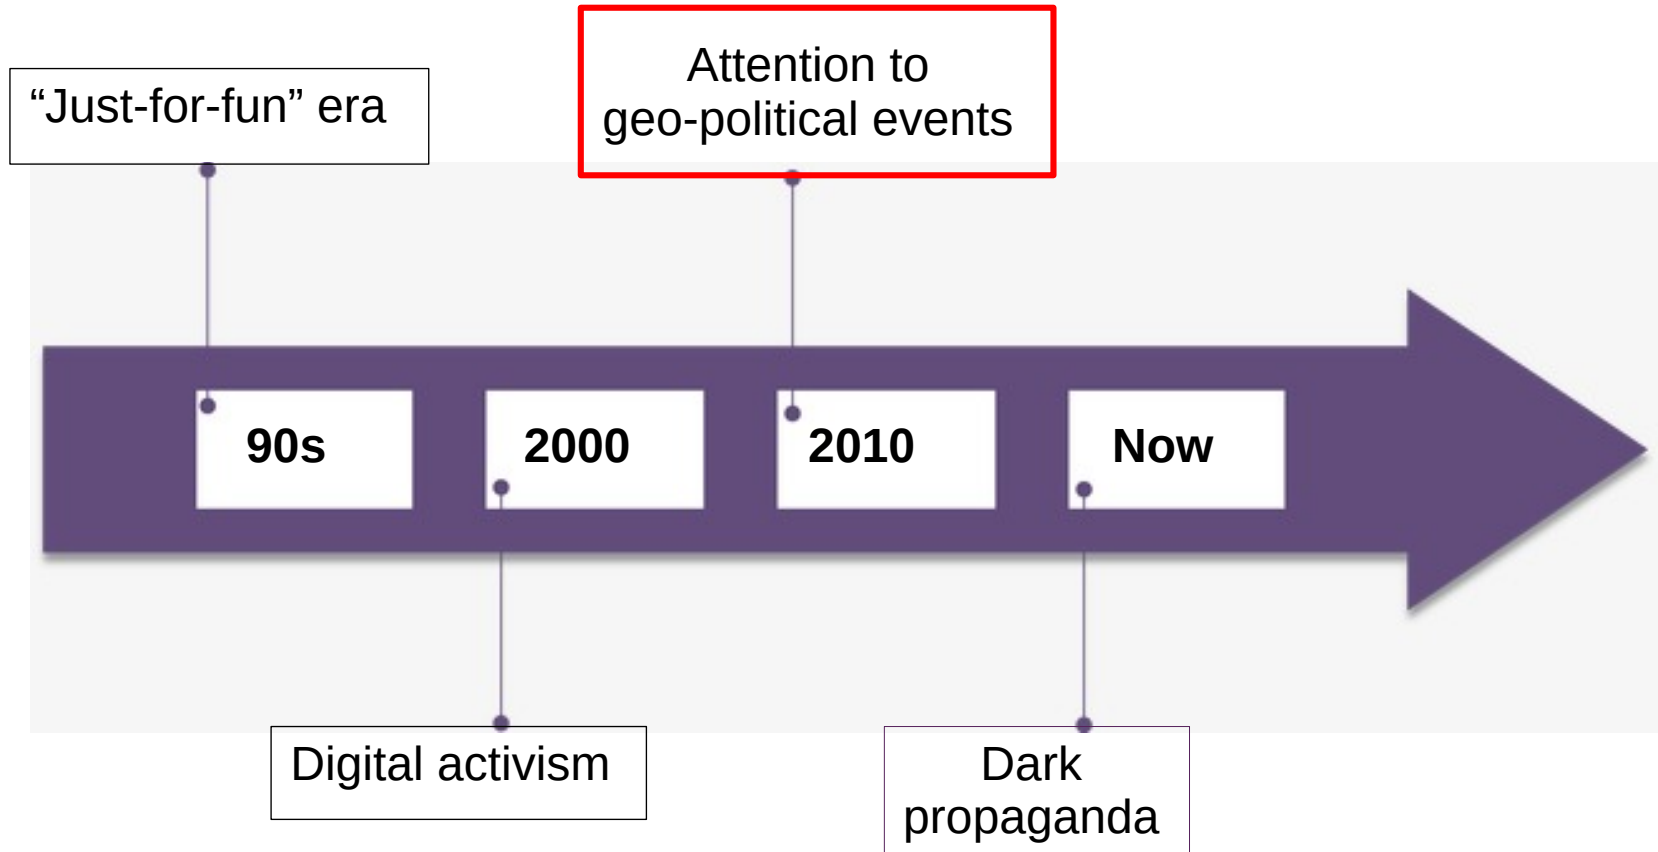 Attention to
geo-political events
“Just-for-fun” era
90s
2000
2010
Now
Digital activism
Dark
propaganda